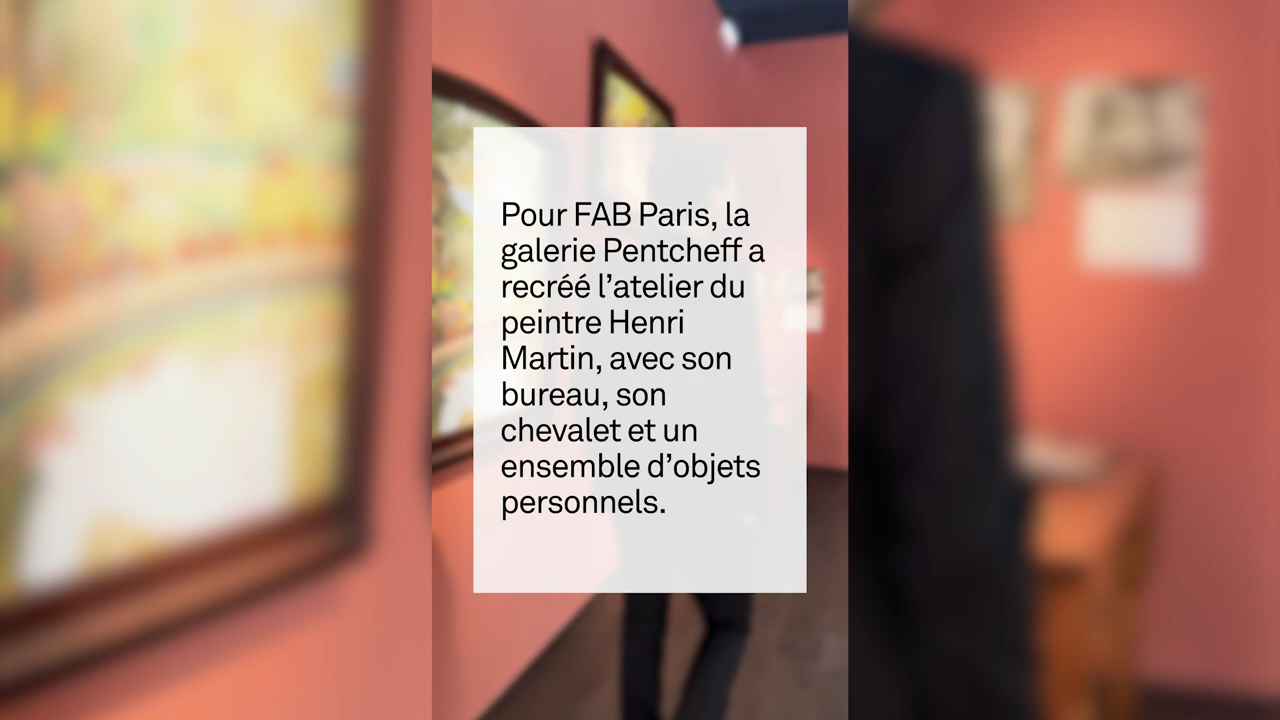 Pour FAB Paris, la
galerie Pentcheff a
recréé l’atelier du
peintre Henri
Martin, avec son
bureau, son
chevalet et un
ensemble d’objets
personnels.